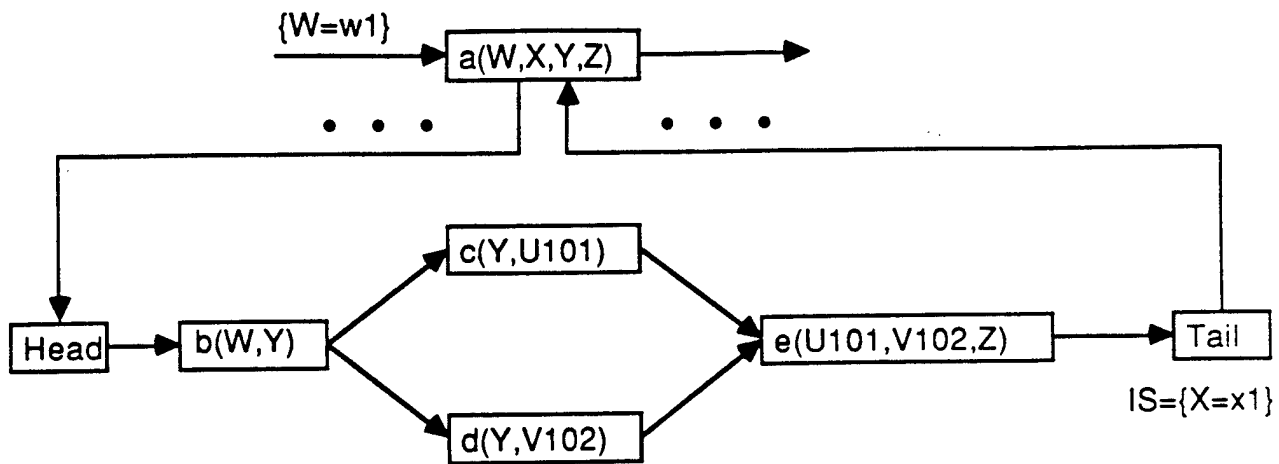 {W=w1}
a(W,X,Y,Z)
c(Y,U101)
Head
b(W,Y)
e(U101,V102,Z)
Tail
IS={X=x1}
d(Y,V102)